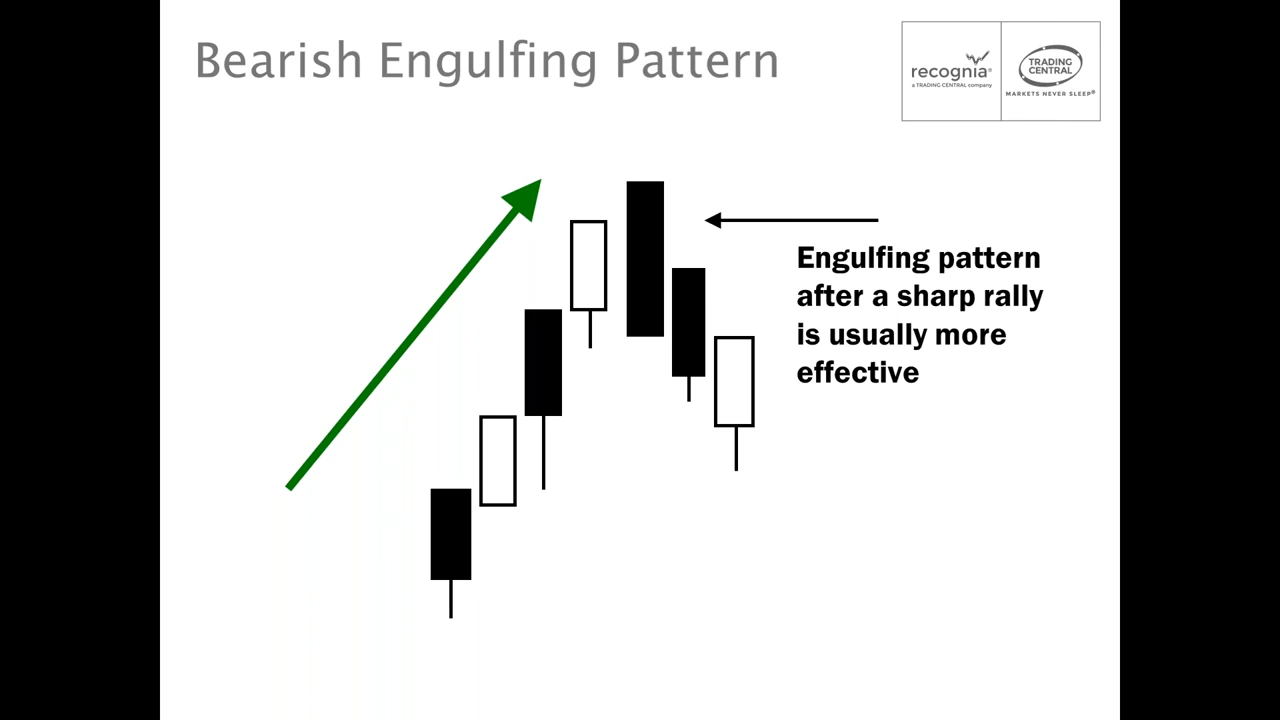 Bearish Engulfing Pattern
recognia®
a TRADING CENTRAL company
TRADING
CENTRAL
MARKETS NEVER SLEEP®
Engulfing pattern
after a sharp rally
is usually more
effective